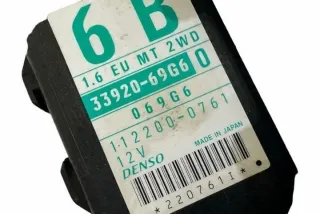 6 B
1.6 EU MT 2WD
33920-69G6 0
069G6
112200-0761
12V
DENSO MADE IN JAPAN
*2207611*